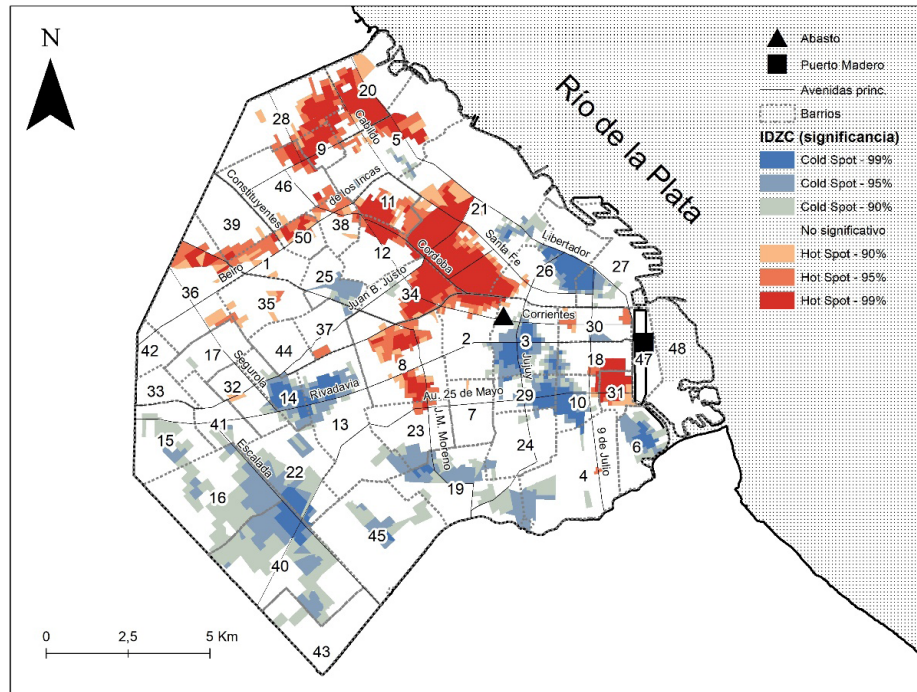 N
Río de la Plata
Abasto
Puerto Madero
Avenidas princ.
Barrios
IDZC (significancia)
Cold Spot - 99%
Cold Spot - 95%
Cold Spot - 90%
No significativo
Hot Spot - 90%
Hot Spot - 95%
Hot Spot - 99%
20
28
Cabildo
5
9
Constituyentes
46
de los Incas
11
21
39
50
38
Santa Fe
Libertador
12
Cordoba
26
27
Beiro
1
25
Juan B. Justo
36
35
34
Corrientes
30
37
2
3
47
48
42
17
Segurola
44
8
Jujuy
18
33
32
14
Rivadavia
Au. 25 de Mayo
29
10
31
41
13
23
J.M. Moreno
7
9 de Julio
15
Escalada
22
24
6
16
19
4
45
40
43
0
2,5
5 Km